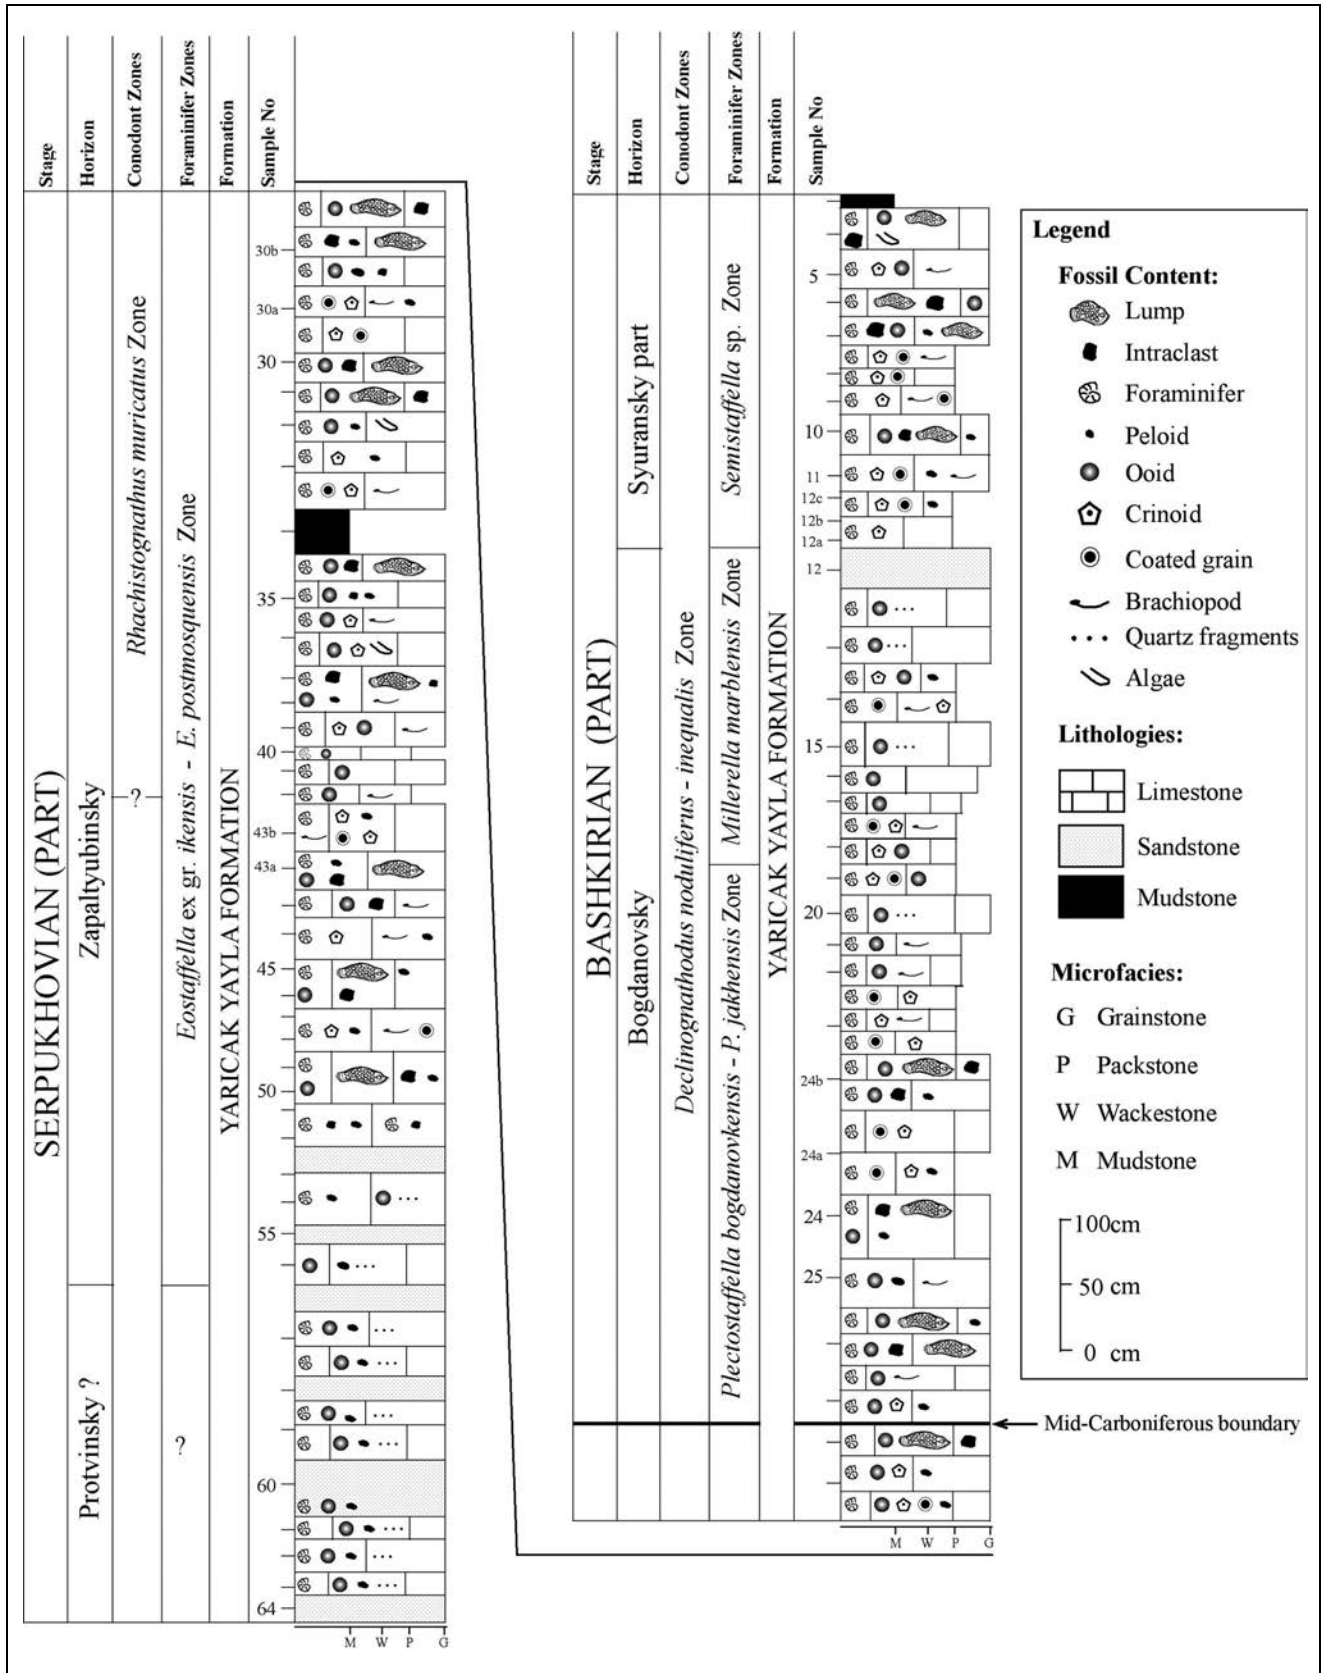 Stage
Horizon
Conodont Zones
Foraminifer Zones
Formation
Sample No
SERPUKHOVIAN (PART)
Zapaltyubinsky
Protvinsky ?
Rhachistognathus muricatus Zone
?
Eostaffella ex gr. ikensis - E. postmosquensis Zone
?
YARICAK YAYLA FORMATION
30b
30a
30
35
40
43b
43a
45
50
55
60
64
M W P G
Stage
Horizon
Conodont Zones
Foraminifer Zones
Formation
Sample No
BASHKIRIAN (PART)
Syuransky part
Bogdanovsky
Declinognathodus noduliferus - inequalis Zone
Semistaffella sp. Zone
Millerella marblensis Zone
Plectostaffella bogdanovkensis - P. jakhensis Zone
YARICAK YAYLA FORMATION
5
10
11
12c
12b
12a
12
15
20
24b
24a
24
25
M W P G
Legend
Fossil Content:
Lump
Intraclast
Foraminifer
Peloid
Ooid
Crinoid
Coated grain
Brachiopod
Quartz fragments
Algae
Lithologies:
Limestone
Sandstone
Mudstone
Microfacies:
G Grainstone
P Packstone
W Wackestone
M Mudstone
100cm
50 cm
0 cm
Mid-Carboniferous boundary